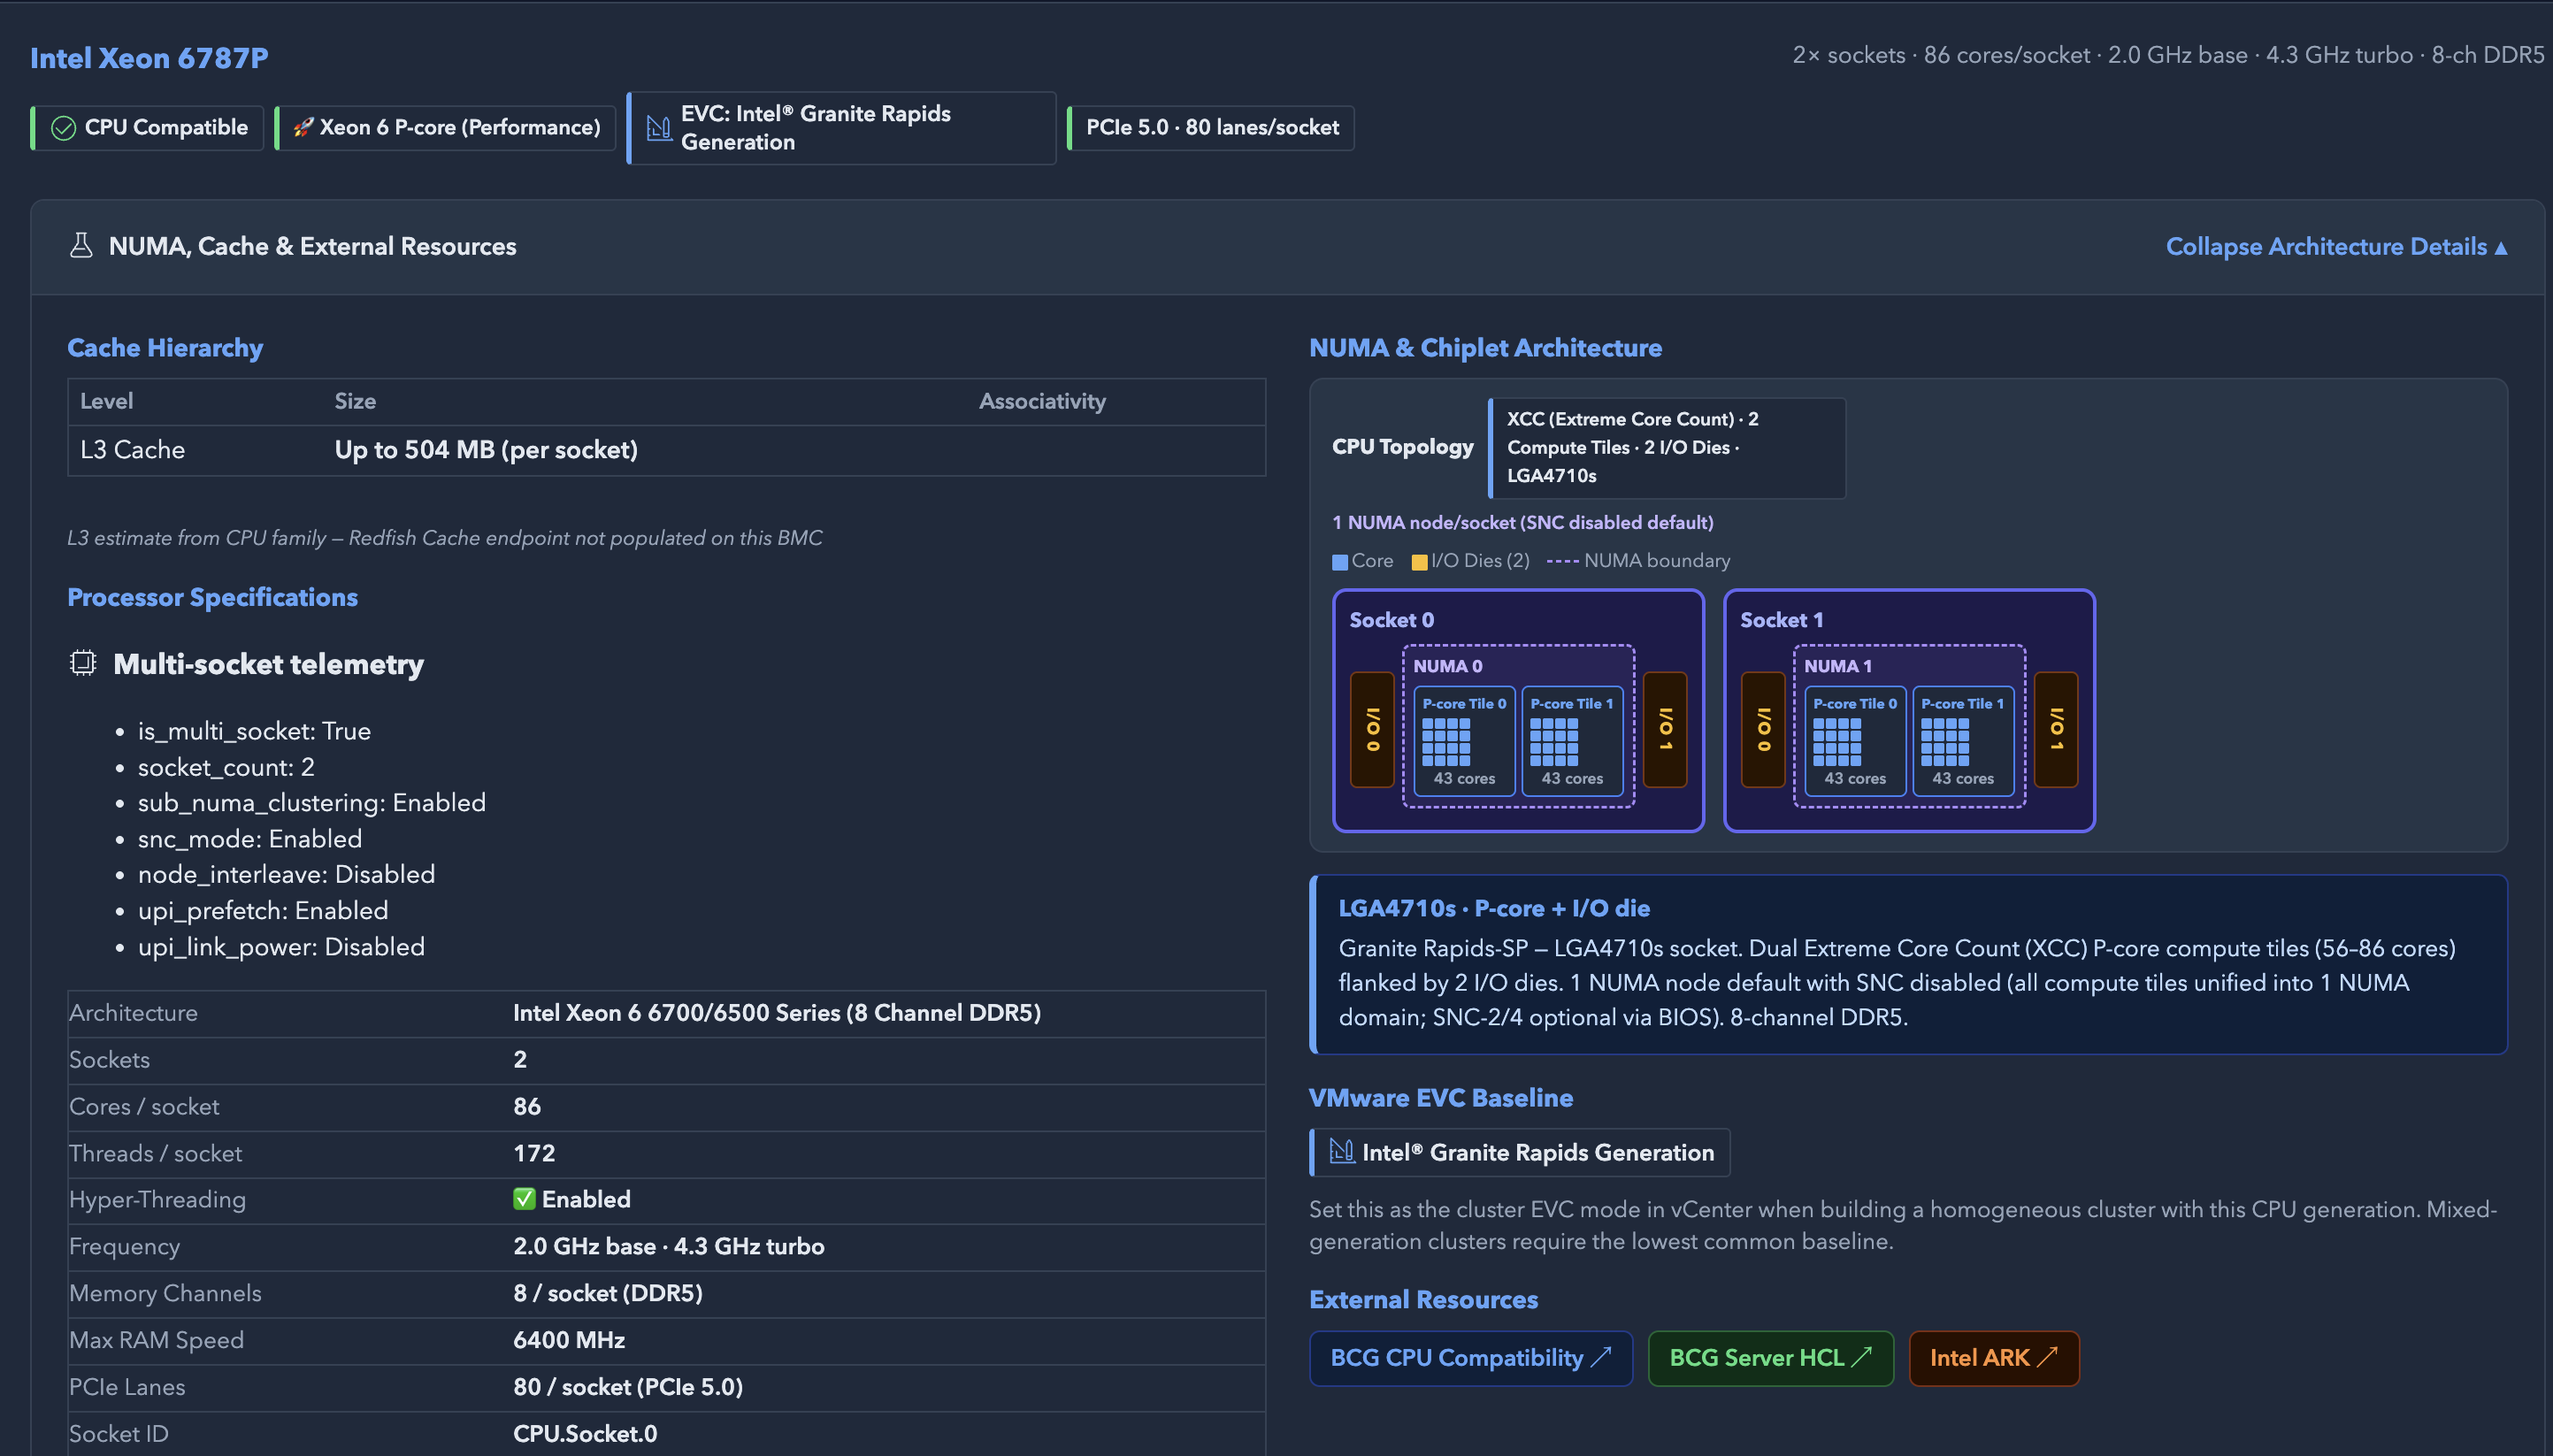 Intel Xeon 6787P
2× sockets · 86 cores/socket · 2.0 GHz base · 4.3 GHz turbo · 8-ch DDR5
CPU Compatible
Xeon 6 P-core (Performance)
EVC: Intel® Granite Rapids
Generation
PCIe 5.0 · 80 lanes/socket
NUMA, Cache & External Resources
Collapse Architecture Details ▲
Cache Hierarchy
Level Size Associativity
L3 Cache Up to 504 MB (per socket)
L3 estimate from CPU family — Redfish Cache endpoint not populated on this BMC
Processor Specifications
Multi-socket telemetry
• is_multi_socket: True
• socket_count: 2
• sub_numa_clustering: Enabled
• snc_mode: Enabled
• node_interleave: Disabled
• upi_prefetch: Enabled
• upi_link_power: Disabled
Architecture Intel Xeon 6 6700/6500 Series (8 Channel DDR5)
Sockets 2
Cores / socket 86
Threads / socket 172
Hyper-Threading ✅ Enabled
Frequency 2.0 GHz base · 4.3 GHz turbo
Memory Channels 8 / socket (DDR5)
Max RAM Speed 6400 MHz
PCIe Lanes 80 / socket (PCIe 5.0)
Socket ID CPU.Socket.0
NUMA & Chiplet Architecture
CPU Topology
XCC (Extreme Core Count) · 2
Compute Tiles · 2 I/O Dies ·
LGA4710s
1 NUMA node/socket (SNC disabled default)
Core I/O Dies (2) NUMA boundary
Socket 0
I/O 0
NUMA 0
P-core Tile 0
43 cores
P-core Tile 1
43 cores
I/O 1
Socket 1
I/O 0
NUMA 1
P-core Tile 0
43 cores
P-core Tile 1
43 cores
I/O 1
LGA4710s · P-core + I/O die
Granite Rapids-SP — LGA4710s socket. Dual Extreme Core Count (XCC) P-core compute tiles (56–86 cores)
flanked by 2 I/O dies. 1 NUMA node default with SNC disabled (all compute tiles unified into 1 NUMA
domain; SNC-2/4 optional via BIOS). 8-channel DDR5.
VMware EVC Baseline
Intel® Granite Rapids Generation
Set this as the cluster EVC mode in vCenter when building a homogeneous cluster with this CPU generation. Mixed-
generation clusters require the lowest common baseline.
External Resources
BCG CPU Compatibility ↗
BCG Server HCL ↗
Intel ARK ↗